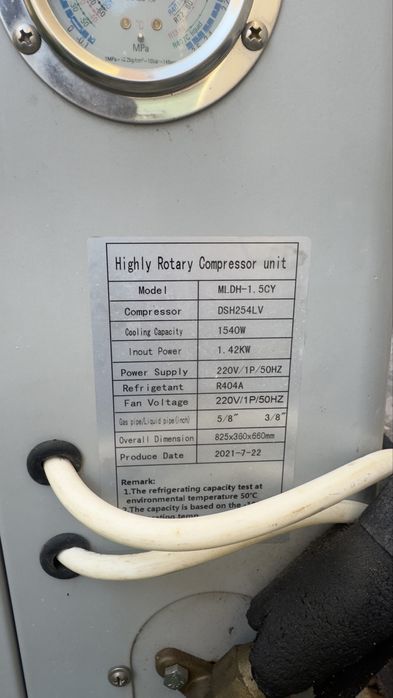 MPa
Highly Rotary Compressor unit
Model MLDH-1.5CY
Compressor DSH254LV
Cooling Capacity 1540W
Inout Power 1.42KW
Power Supply 220V/1P/50HZ
Refrigetant R404A
Fan Voltage 220V/1P/50HZ
Gas pipe/Liquid pipe(inch) 5/8" 3/8"
Overall Dimension 825x360x660mm
Produce Date 2021-7-22
Remark:
1.The refrigerating capacity test at
environmental temperature 50℃
2.The capacity is based on the
temp